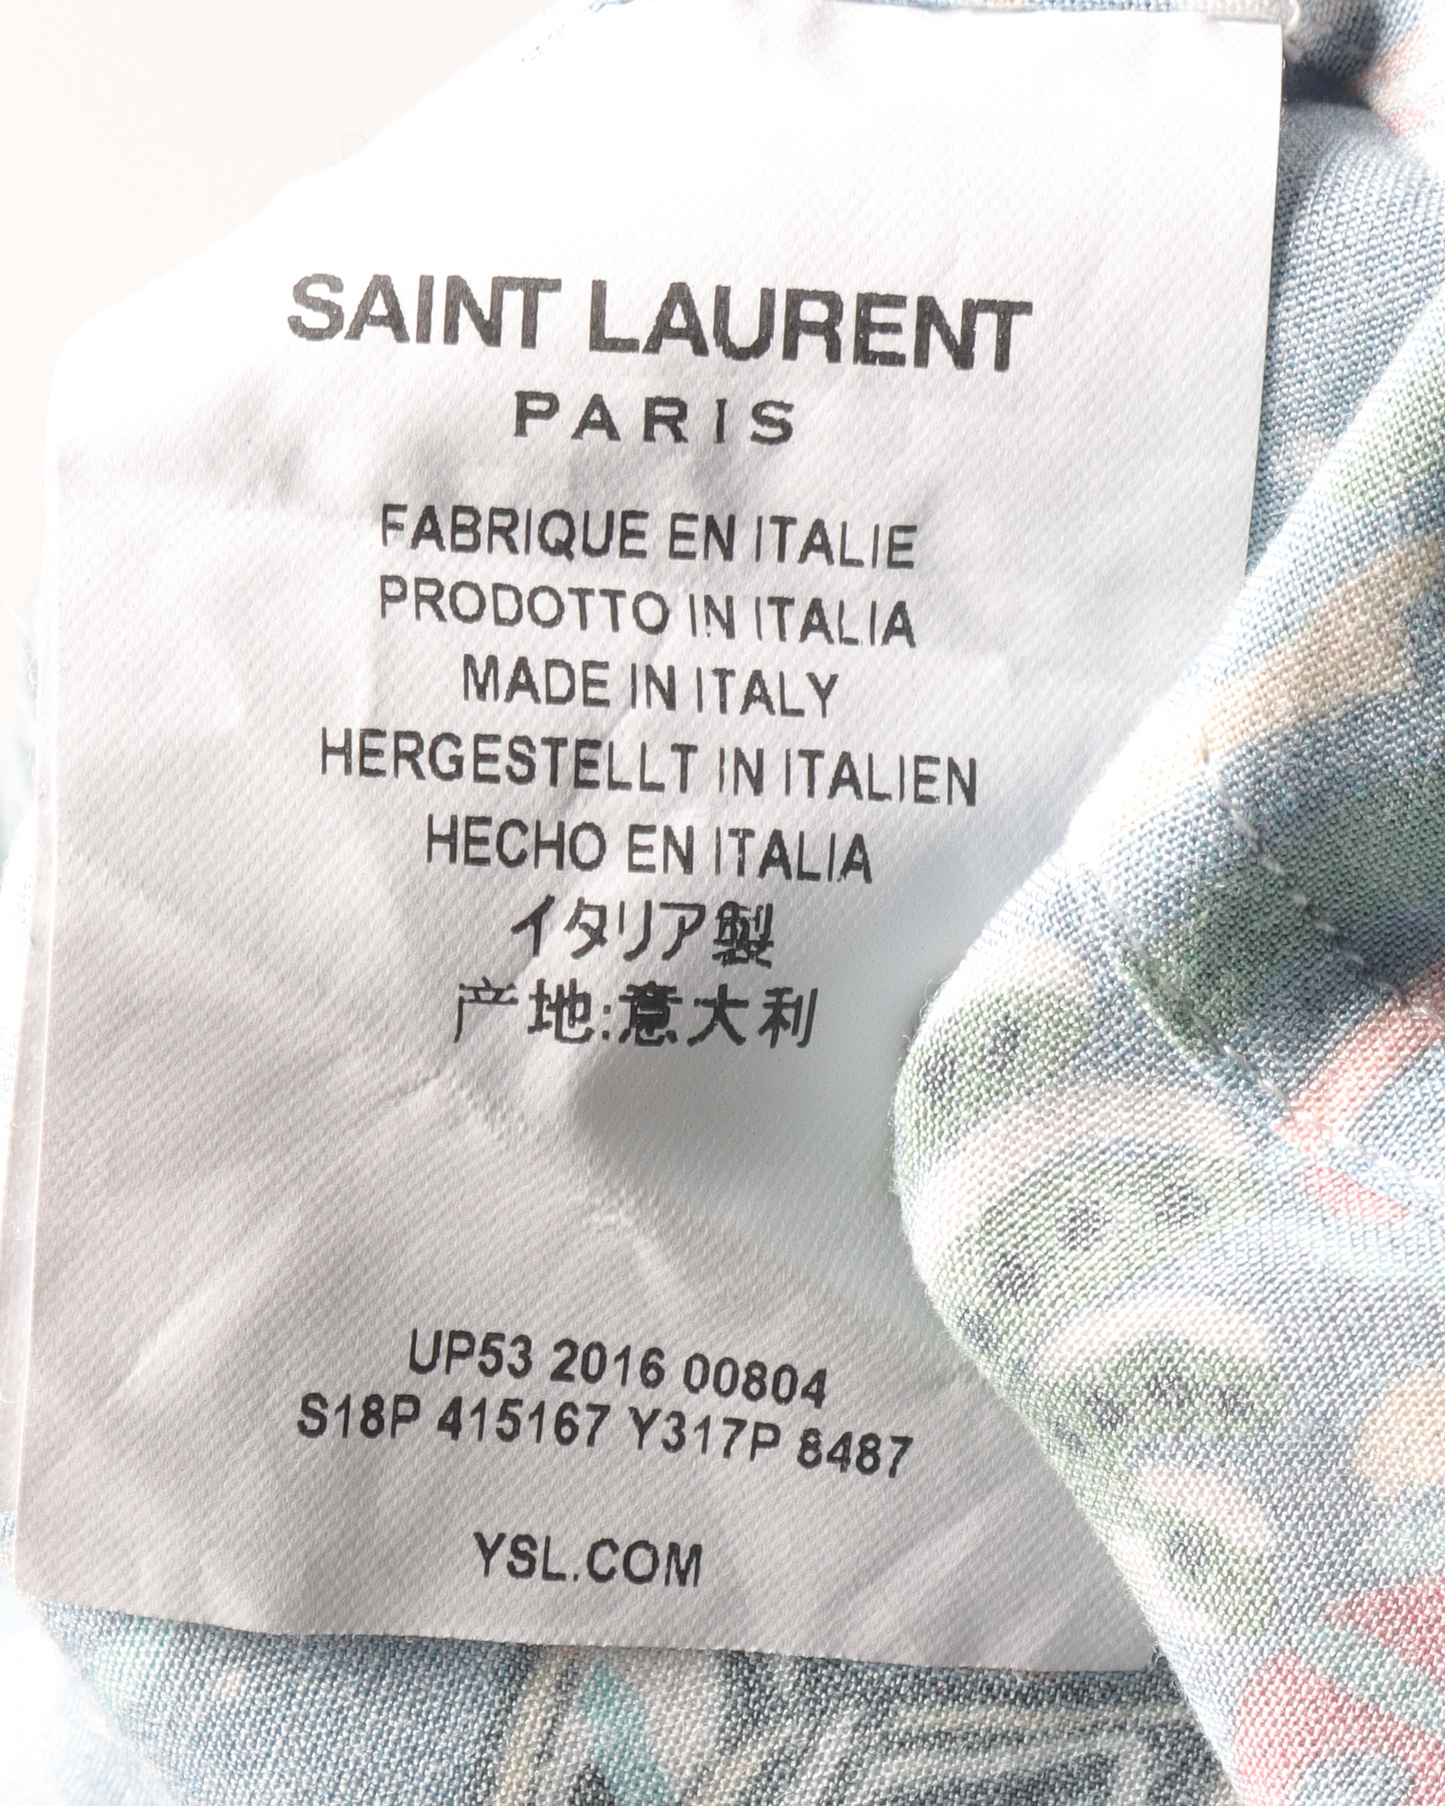 SAINT LAURENT
PARIS
FABRIQUE EN ITALIE
PRODOTTO IN ITALIA
MADE IN ITALY
HERGESTELLT IN ITALIEN
HECHO EN ITALIA
イタリア製
产地:意大利
UP53 2016 00804
S18P 415167 Y317P 8487
YSL.COM